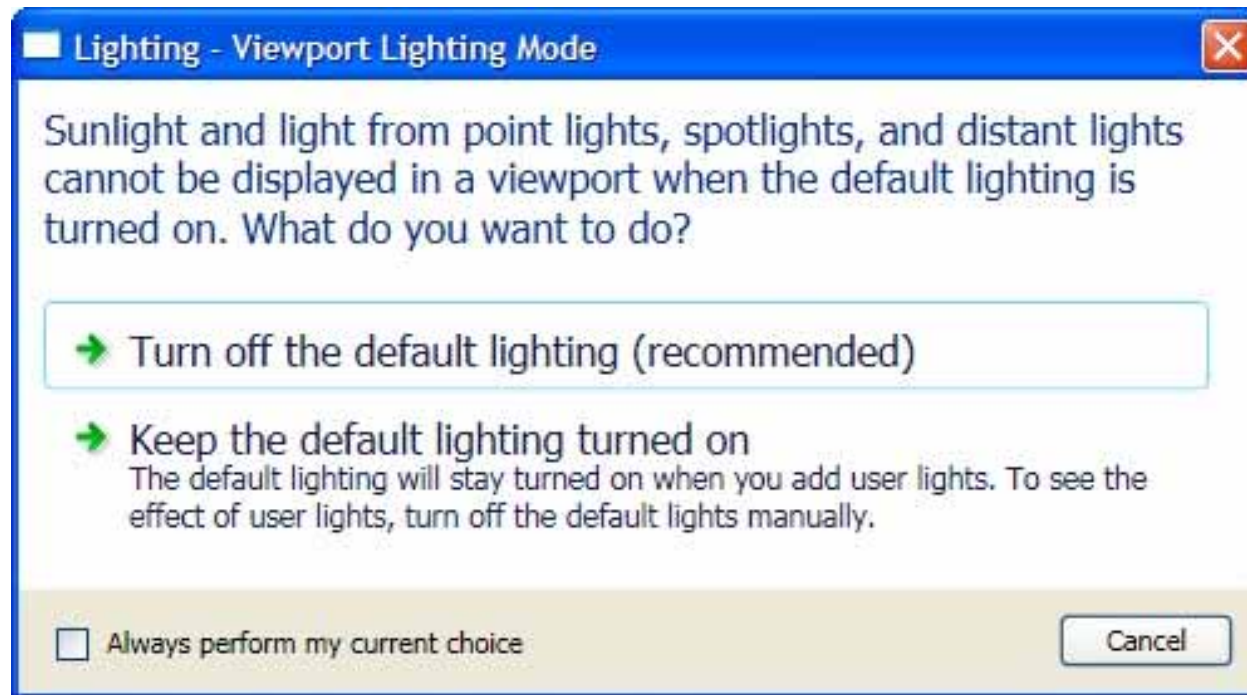 Lighting - Viewport Lighting Mode
Sunlight and light from point lights, spotlights, and distant lights
cannot be displayed in a viewport when the default lighting is
turned on. What do you want to do?
Turn off the default lighting (recommended)
Keep the default lighting turned on
The default lighting will stay turned on when you add user lights. To see the
effect of user lights, turn off the default lights manually.
Always perform my current choice
Cancel